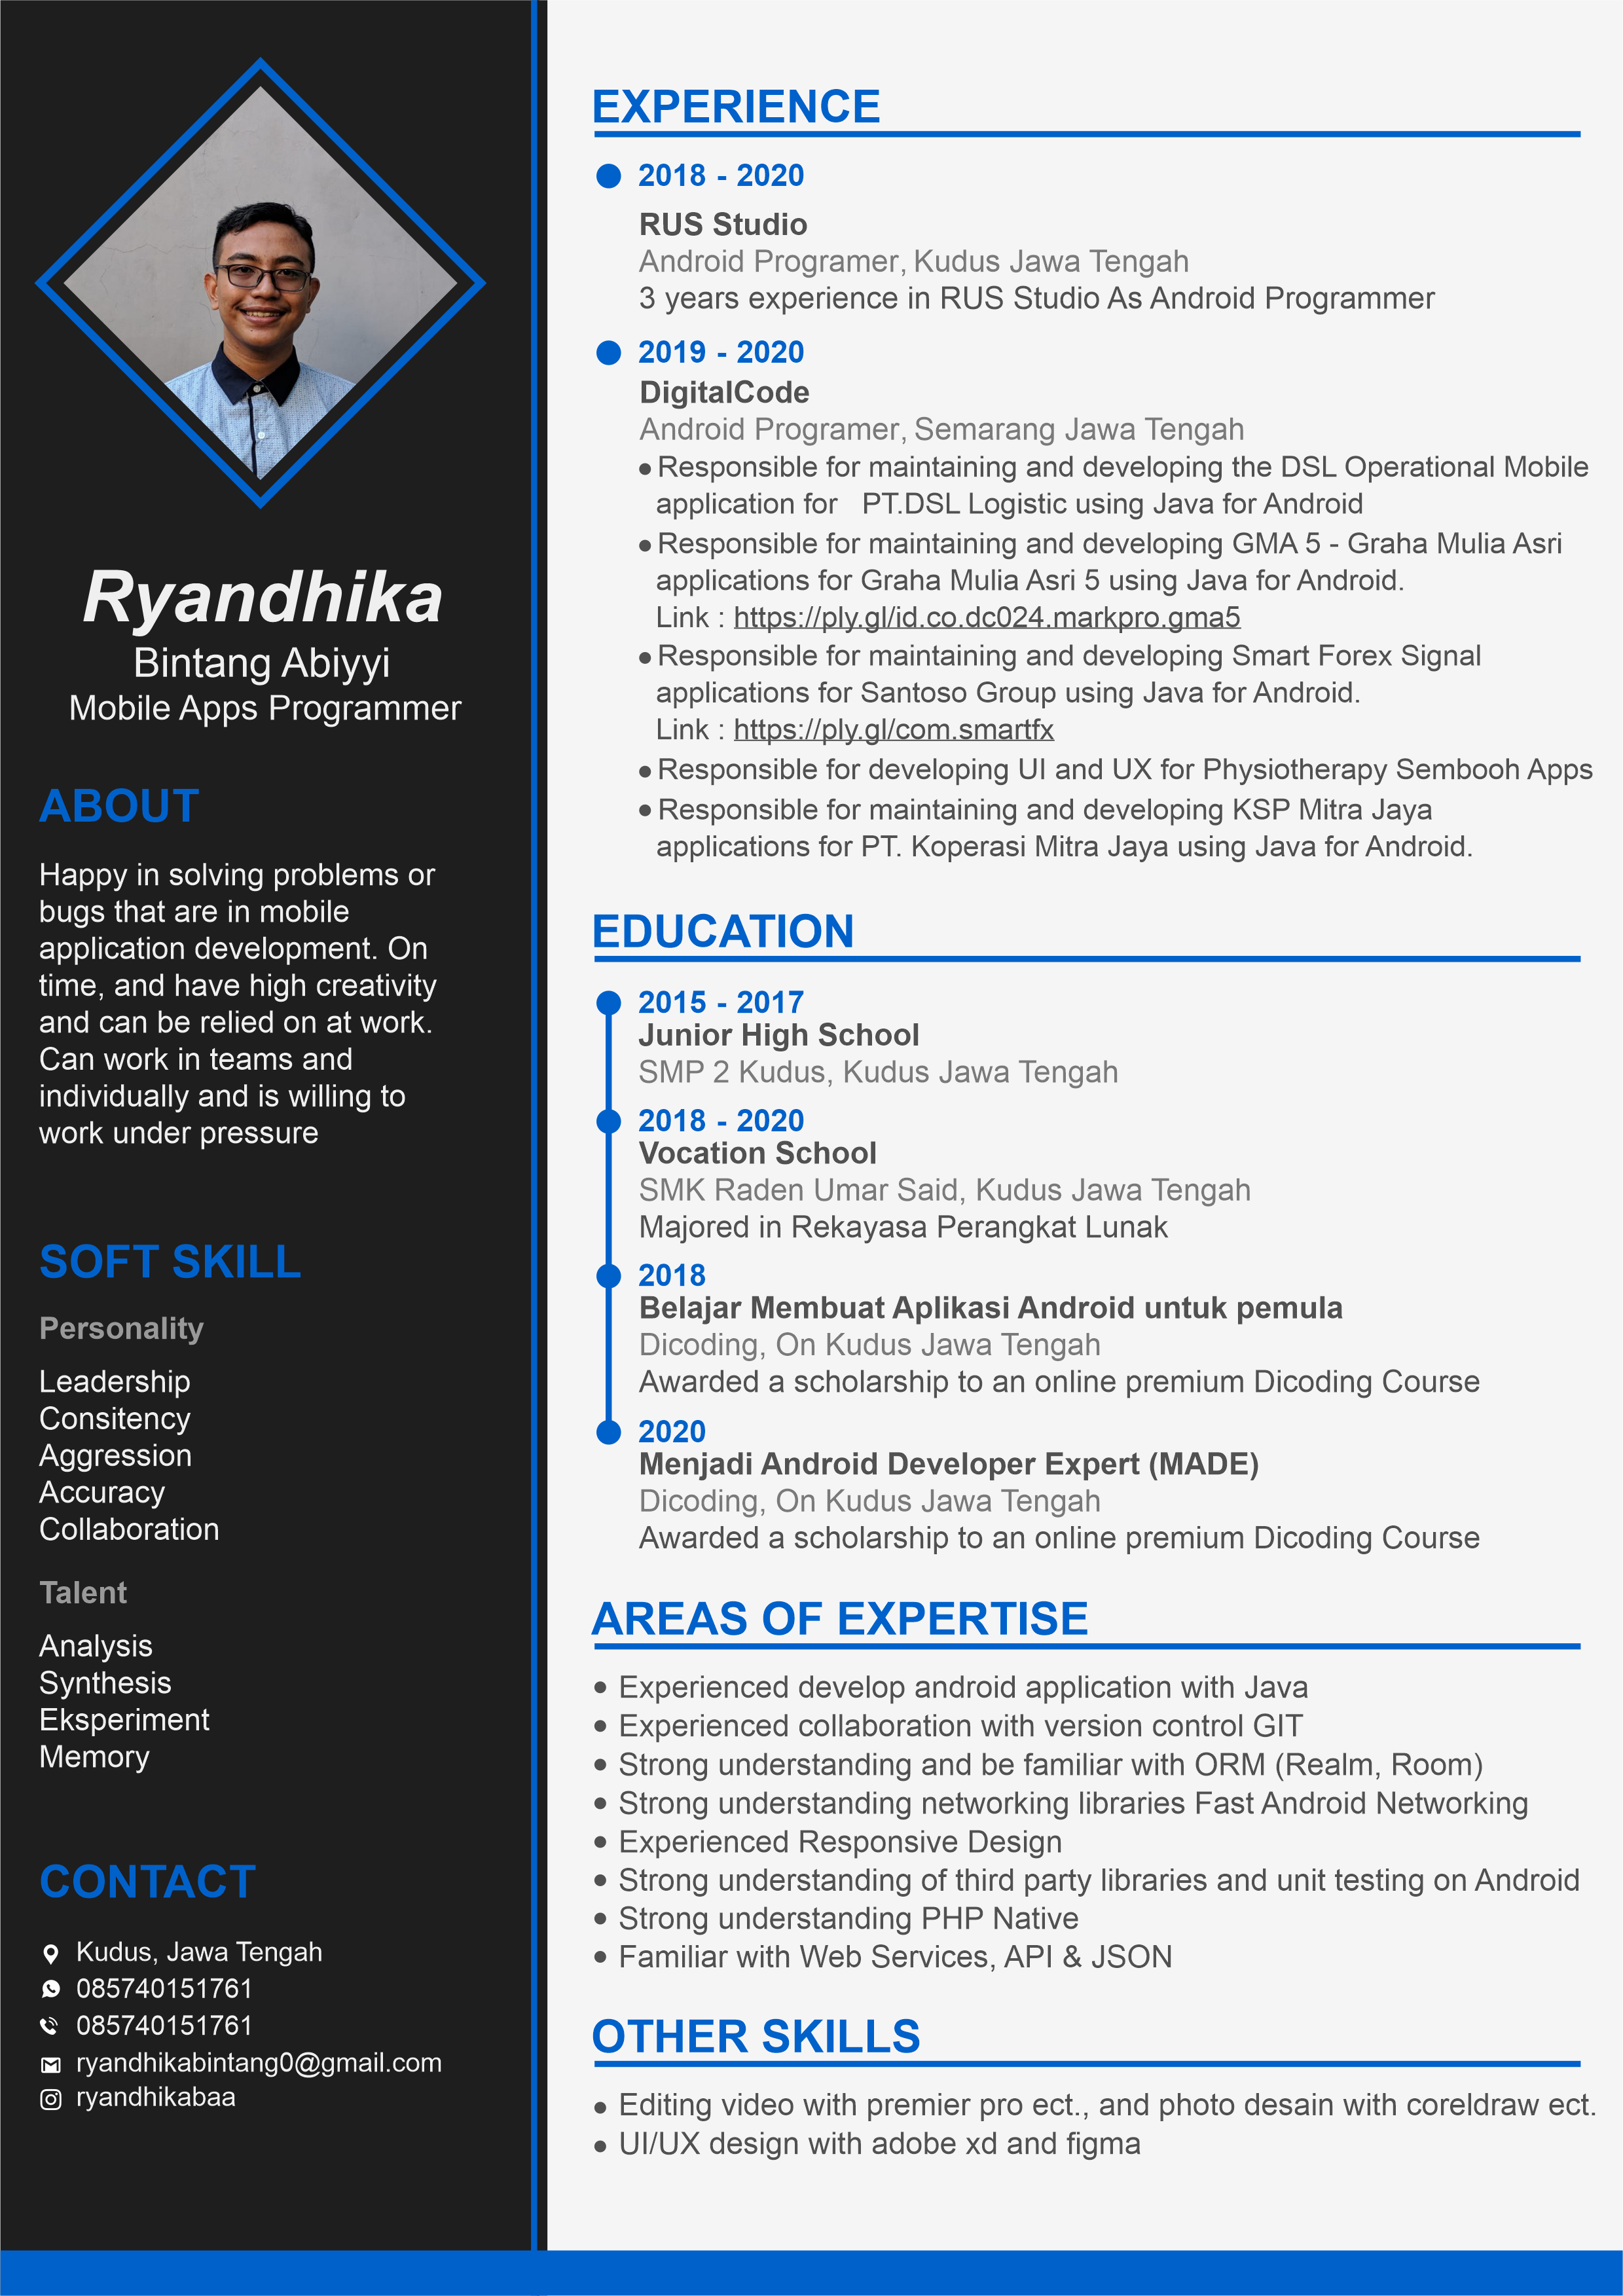 Ryandhika
Bintang Abiyyi
Mobile Apps Programmer
ABOUT
Happy in solving problems or
bugs that are in mobile
application development. On
time, and have high creativity
and can be relied on at work.
Can work in teams and
individually and is willing to
work under pressure
SOFT SKILL
Personality
Leadership
Consitency
Aggression
Accuracy
Collaboration
Talent
Analysis
Synthesis
Eksperiment
Memory
CONTACT
Kudus, Jawa Tengah
085740151761
085740151761
ryandhikabintang0@gmail.com
ryandhikabaa
EXPERIENCE
2018 - 2020
RUS Studio
Android Programer, Kudus Jawa Tengah
3 years experience in RUS Studio As Android Programmer
2019 - 2020
DigitalCode
Android Programer, Semarang Jawa Tengah
• Responsible for maintaining and developing the DSL Operational Mobile
application for PT.DSL Logistic using Java for Android
• Responsible for maintaining and developing GMA 5 - Graha Mulia Asri
applications for Graha Mulia Asri 5 using Java for Android.
Link : https://ply.gl/id.co.dc024.markpro.gma5
• Responsible for maintaining and developing Smart Forex Signal
applications for Santoso Group using Java for Android.
Link : https://ply.gl/com.smartfx
• Responsible for developing UI and UX for Physiotherapy Sembooh Apps
• Responsible for maintaining and developing KSP Mitra Jaya
applications for PT. Koperasi Mitra Jaya using Java for Android.
EDUCATION
2015 - 2017
Junior High School
SMP 2 Kudus, Kudus Jawa Tengah
2018 - 2020
Vocation School
SMK Raden Umar Said, Kudus Jawa Tengah
Majored in Rekayasa Perangkat Lunak
2018
Belajar Membuat Aplikasi Android untuk pemula
Dicoding, On Kudus Jawa Tengah
Awarded a scholarship to an online premium Dicoding Course
2020
Menjadi Android Developer Expert (MADE)
Dicoding, On Kudus Jawa Tengah
Awarded a scholarship to an online premium Dicoding Course
AREAS OF EXPERTISE
• Experienced develop android application with Java
• Experienced collaboration with version control GIT
• Strong understanding and be familiar with ORM (Realm, Room)
• Strong understanding networking libraries Fast Android Networking
• Experienced Responsive Design
• Strong understanding of third party libraries and unit testing on Android
• Strong understanding PHP Native
• Familiar with Web Services, API & JSON
OTHER SKILLS
• Editing video with premier pro ect., and photo desain with coreldraw ect.
• UI/UX design with adobe xd and figma